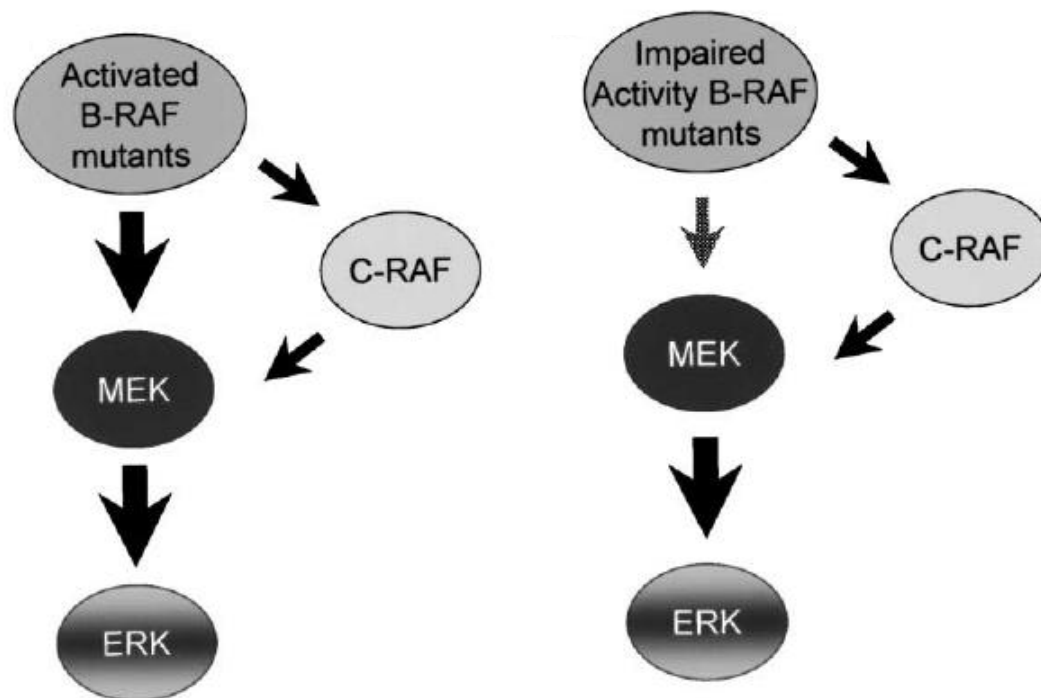 Activated
B-RAF
mutants
C-RAF
MEK
ERK
Impaired
Activity B-RAF
mutants
C-RAF
MEK
ERK